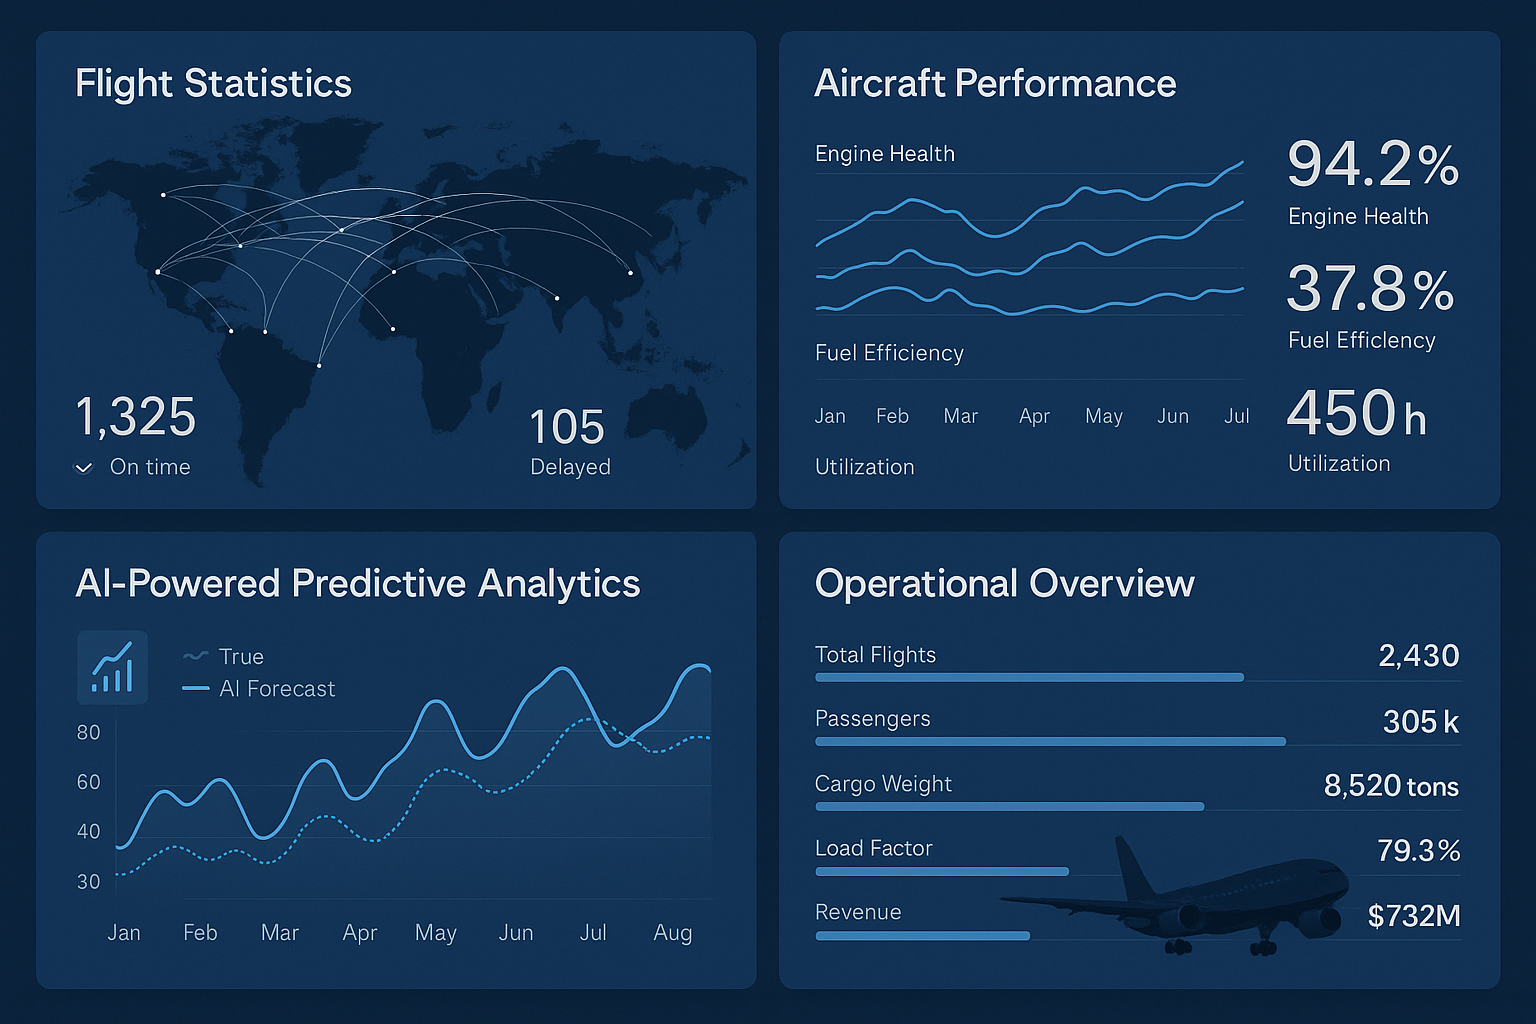 Flight Statistics
1,325
On time
105
Delayed
Aircraft Performance
Engine Health
Fuel Efficiency
Jan Feb Mar Apr May Jun Jul
Utilization
94.2%
Engine Health
37.8%
Fuel Efficlency
450 h
Utilization
AI-Powered Predictive Analytics
True
AI Forecast
80
60
40
30
Jan Feb Mar Apr May Jun Jul Aug
Operational Overview
Total Flights 2,430
Passengers 305 k
Cargo Weight 8,520 tons
Load Factor 79.3%
Revenue $732M